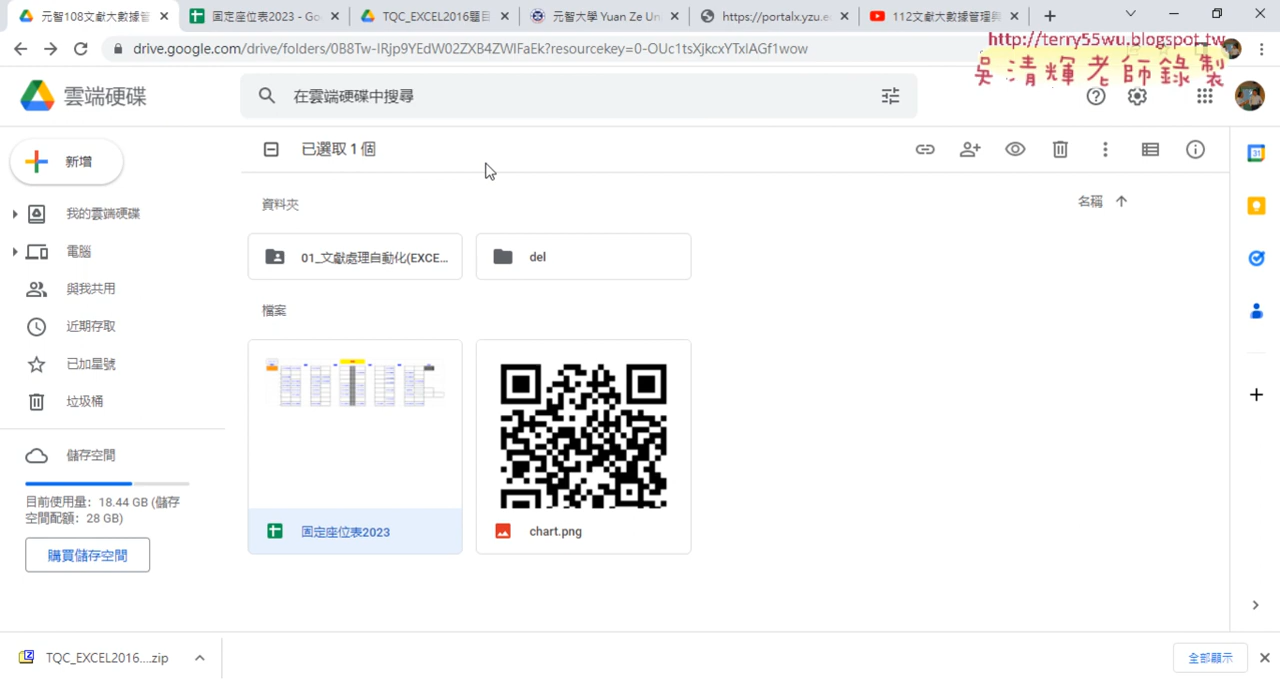 元智108文獻大數據管
固定座位表2023 - Go
TQC_EXCEL2016題目
元智大學 Yuan Ze Un
https://portalx.yzu.e
112文獻大數據管理與
drive.google.com/drive/folders/0B8Tw-IRjp9YEdW02ZXB4ZWlFaEk?resourcekey=0-OUc1tsXjkcxYTxlAGf1wow
http://terry55wu.blogspot.tw
吳清輝老師錄製
雲端硬碟
在雲端硬碟中搜尋
新增
已選取 1 個
我的雲端硬碟
電腦
與我共用
近期存取
已加星號
垃圾桶
儲存空間
目前使用量：18.44 GB (儲存
空間配額：28 GB)
購買儲存空間
資料夾
名稱
01_文獻處理自動化(EXCE...
del
檔案
固定座位表2023
chart.png
31
TQC_EXCEL2016....zip
全部顯示